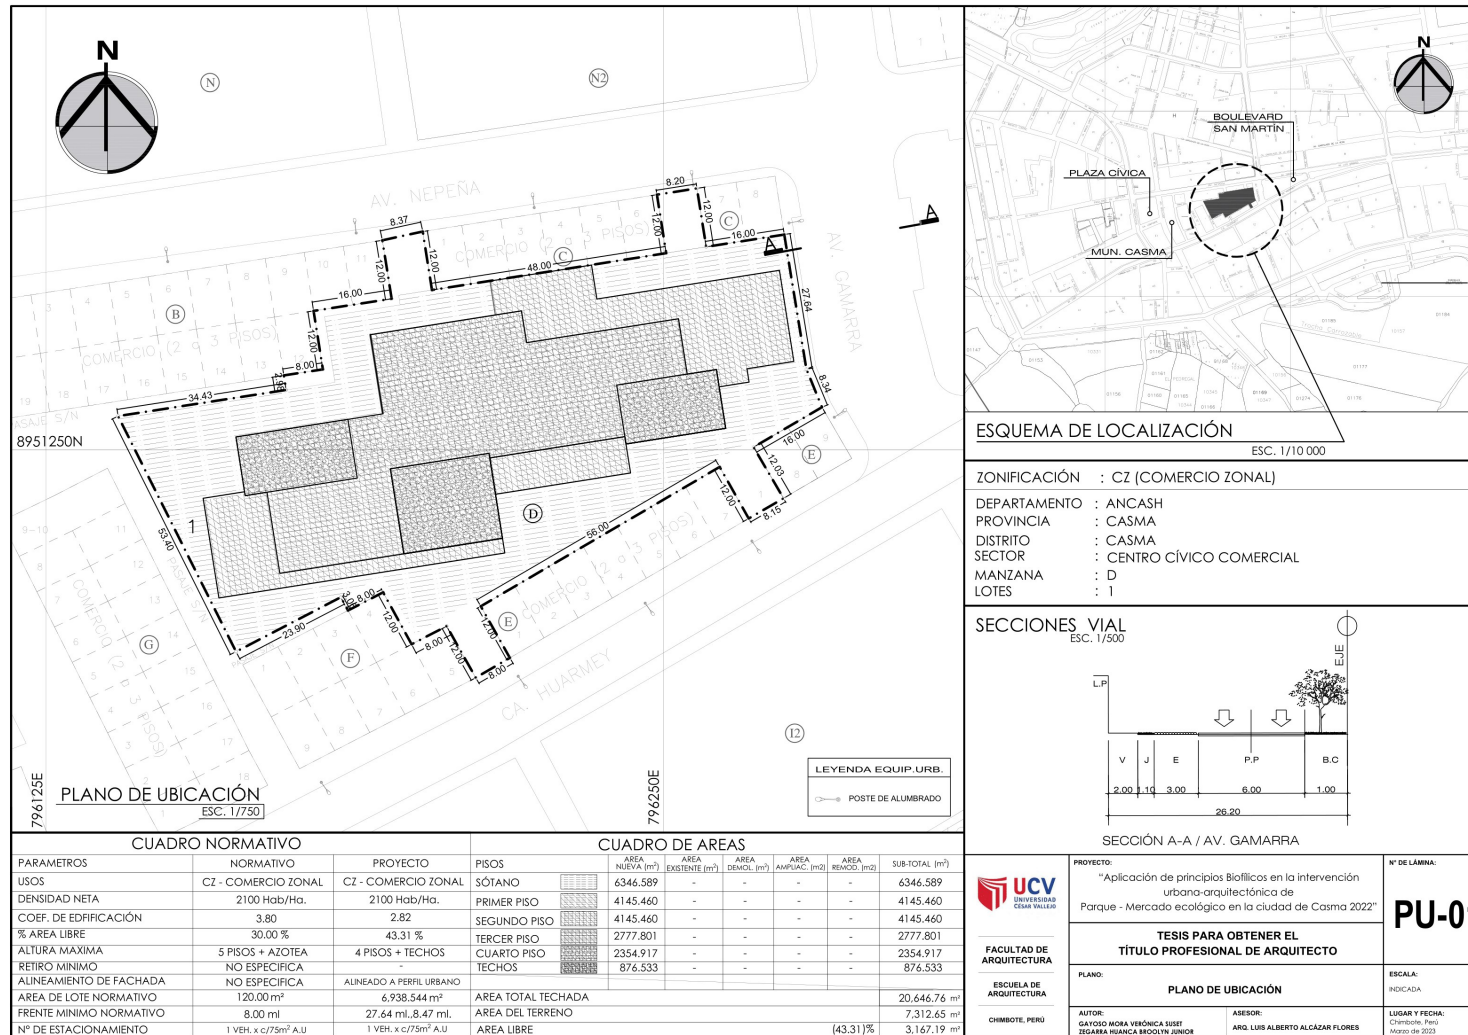 N
N
N2
AV. NEPEÑA
8.20
12.00
12.00
C
16.00
A
A
8.37
12.00
12.00
COMERCIO (2 o 3 PISOS)
C
48.00
AV. GAMARRA
27.64
16.00
B
COMERCIO (2 o 3 PISOS)
12.00
8.00
2.98
34.43
PASAJE S/N
8951250N
8.34
16.00
E
12.03
12.00
8.15
1
D
56.00
53.40
PASAJE S/N
COMERCIO (2 o 3 PISOS)
G
COMERCIO (2 o 3 PISOS)
E
3.08
8.00
12.00
23.90
F
8.00
12.00
12.00
8.00
CA. HUARMEY
I2
796125E
796250E
PLANO DE UBICACIÓN
ESC. 1/750
LEYENDA EQUIP.URB.
POSTE DE ALUMBRADO
N
BOULEVARD
SAN MARTÍN
PLAZA CÍVICA
MUN. CASMA
ESQUEMA DE LOCALIZACIÓN
ESC. 1/10 000
ZONIFICACIÓN : CZ (COMERCIO ZONAL)
DEPARTAMENTO : ANCASH
PROVINCIA : CASMA
DISTRITO : CASMA
SECTOR : CENTRO CÍVICO COMERCIAL
MANZANA : D
LOTES : 1
SECCIONES VIAL
ESC. 1/500
EJE
L.P
V J E P.P B.C
2.00 1.10 3.00 6.00 1.00
26.20
SECCIÓN A-A / AV. GAMARRA
CUADRO NORMATIVO
PARAMETROS NORMATIVO PROYECTO
USOS CZ - COMERCIO ZONAL CZ - COMERCIO ZONAL
DENSIDAD NETA 2100 Hab/Ha. 2100 Hab/Ha.
COEF. DE EDFIFICACIÓN 3.80 2.82
% AREA LIBRE 30.00 % 43.31 %
ALTURA MAXIMA 5 PISOS + AZOTEA 4 PISOS + TECHOS
RETIRO MINIMO NO ESPECIFICA -
ALINEAMIENTO DE FACHADA NO ESPECIFICA ALINEADO A PERFIL URBANO
AREA DE LOTE NORMATIVO 120.00 m² 6,938.544 m²
FRENTE MINIMO NORMATIVO 8.00 ml 27.64 ml.,8.47 ml.
N° DE ESTACIONAMIENTO 1 VEH. x c/75m² A.U 1 VEH. x c/75m² A.U
CUADRO DE AREAS
PISOS AREA NUEVA (m²) AREA EXISTENTE (m²) AREA DEMOL. (m²) AREA AMPLIAC. (m2) AREA REMOD. (m2) SUB-TOTAL (m²)
SÓTANO 6346.589 - - - - 6346.589
PRIMER PISO 4145.460 - - - - 4145.460
SEGUNDO PISO 4145.460 - - - - 4145.460
TERCER PISO 2777.801 - - - - 2777.801
CUARTO PISO 2354.917 - - - - 2354.917
TECHOS 876.533 - - - - 876.533
AREA TOTAL TECHADA 20,646.76 m²
AREA DEL TERRENO 7,312.65 m²
AREA LIBRE (43.31)% 3,167.19 m²
UCV
UNIVERSIDAD
CÉSAR VALLEJO
FACULTAD DE
ARQUITECTURA
ESCUELA DE
ARQUITECTURA
CHIMBOTE, PERÚ
PROYECTO:
"Aplicación de principios Biofílicos en la intervención
urbana-arquitectónica de
Parque - Mercado ecológico en la ciudad de Casma 2022"
TESIS PARA OBTENER EL
TÍTULO PROFESIONAL DE ARQUITECTO
PLANO:
PLANO DE UBICACIÓN
AUTOR:
GAYOSO MORA VERÓNICA SUSET
ZEGARRA HUANCA BROOLYN JUNIOR
ASESOR:
ARQ. LUIS ALBERTO ALCÁZAR FLORES
N° DE LÁMINA:
PU-0
ESCALA:
INDICADA
LUGAR Y FECHA:
Chimbote, Perú
Marzo de 2023